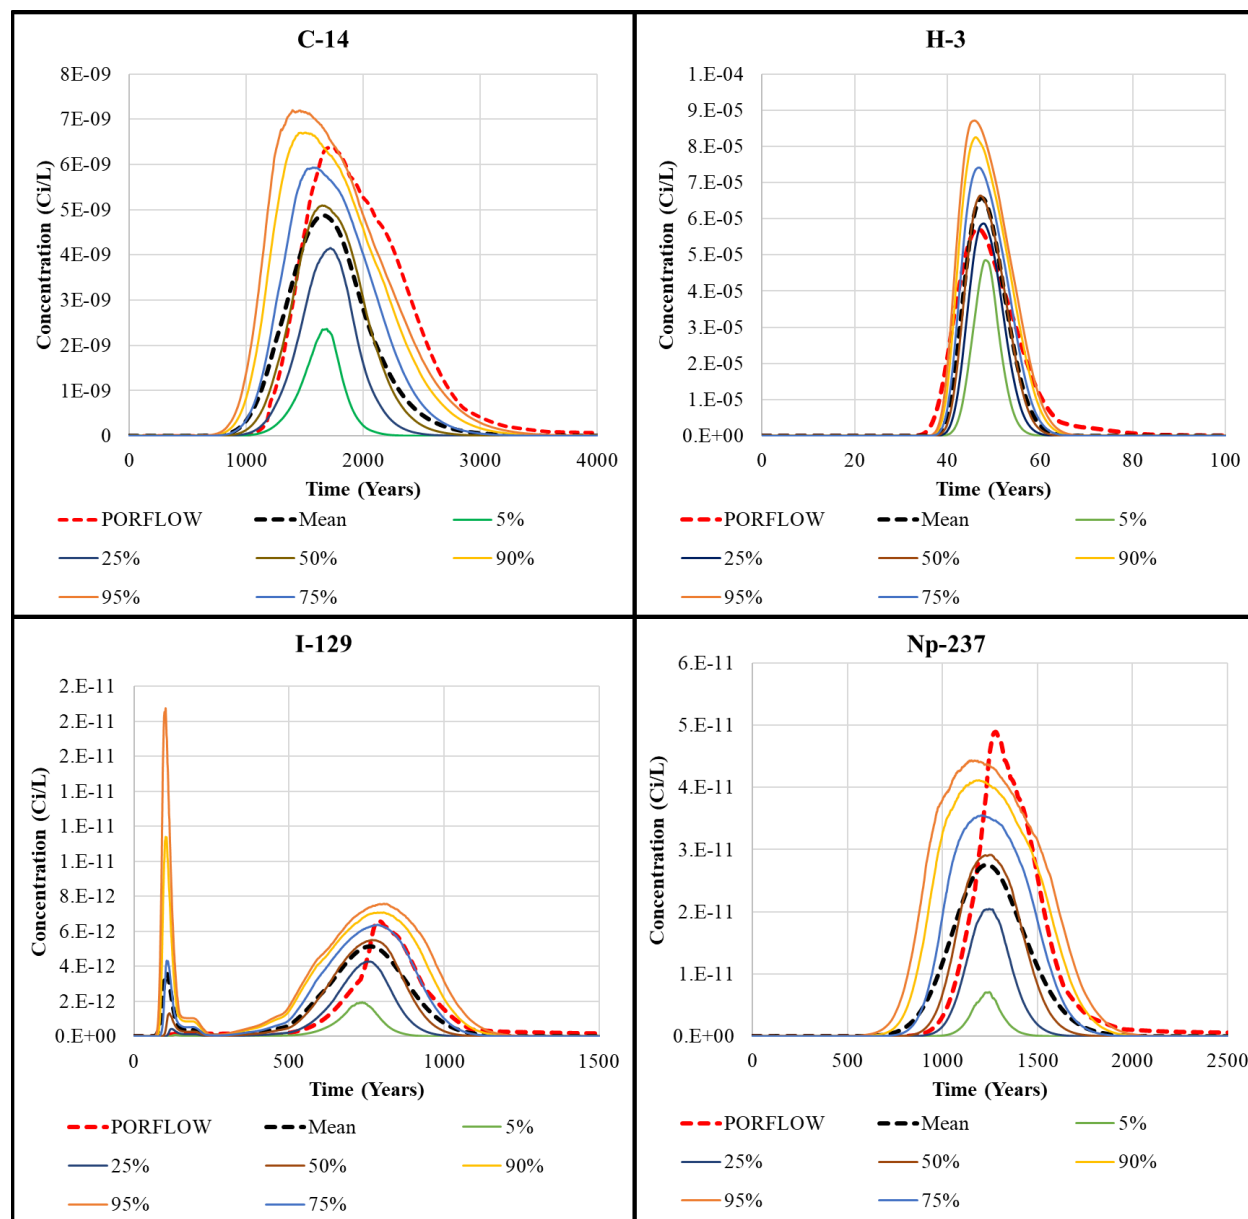 C-14
8E-09
7E-09
6E-09
5E-09
4E-09
3E-09
2E-09
1E-09
0
Concentration (Ci/L)
0 1000 2000 3000 4000
Time (Years)
PORFLOW Mean 5%
25% 50% 90%
95% 75%
H-3
1.E-04
9.E-05
8.E-05
7.E-05
6.E-05
5.E-05
4.E-05
3.E-05
2.E-05
1.E-05
0.E+00
Concentration (Ci/L)
0 20 40 60 80 100
Time (Years)
PORFLOW Mean 5%
25% 50% 90%
95% 75%
I-129
2.E-11
2.E-11
2.E-11
1.E-11
1.E-11
1.E-11
8.E-12
6.E-12
4.E-12
2.E-12
0.E+00
Concentration (Ci/L)
0 500 1000 1500
Time (Years)
PORFLOW Mean 5%
25% 50% 90%
95% 75%
Np-237
6.E-11
5.E-11
4.E-11
3.E-11
2.E-11
1.E-11
0.E+00
Concentration (Ci/L)
0 500 1000 1500 2000 2500
Time (Years)
PORFLOW Mean 5%
25% 50% 90%
95% 75%